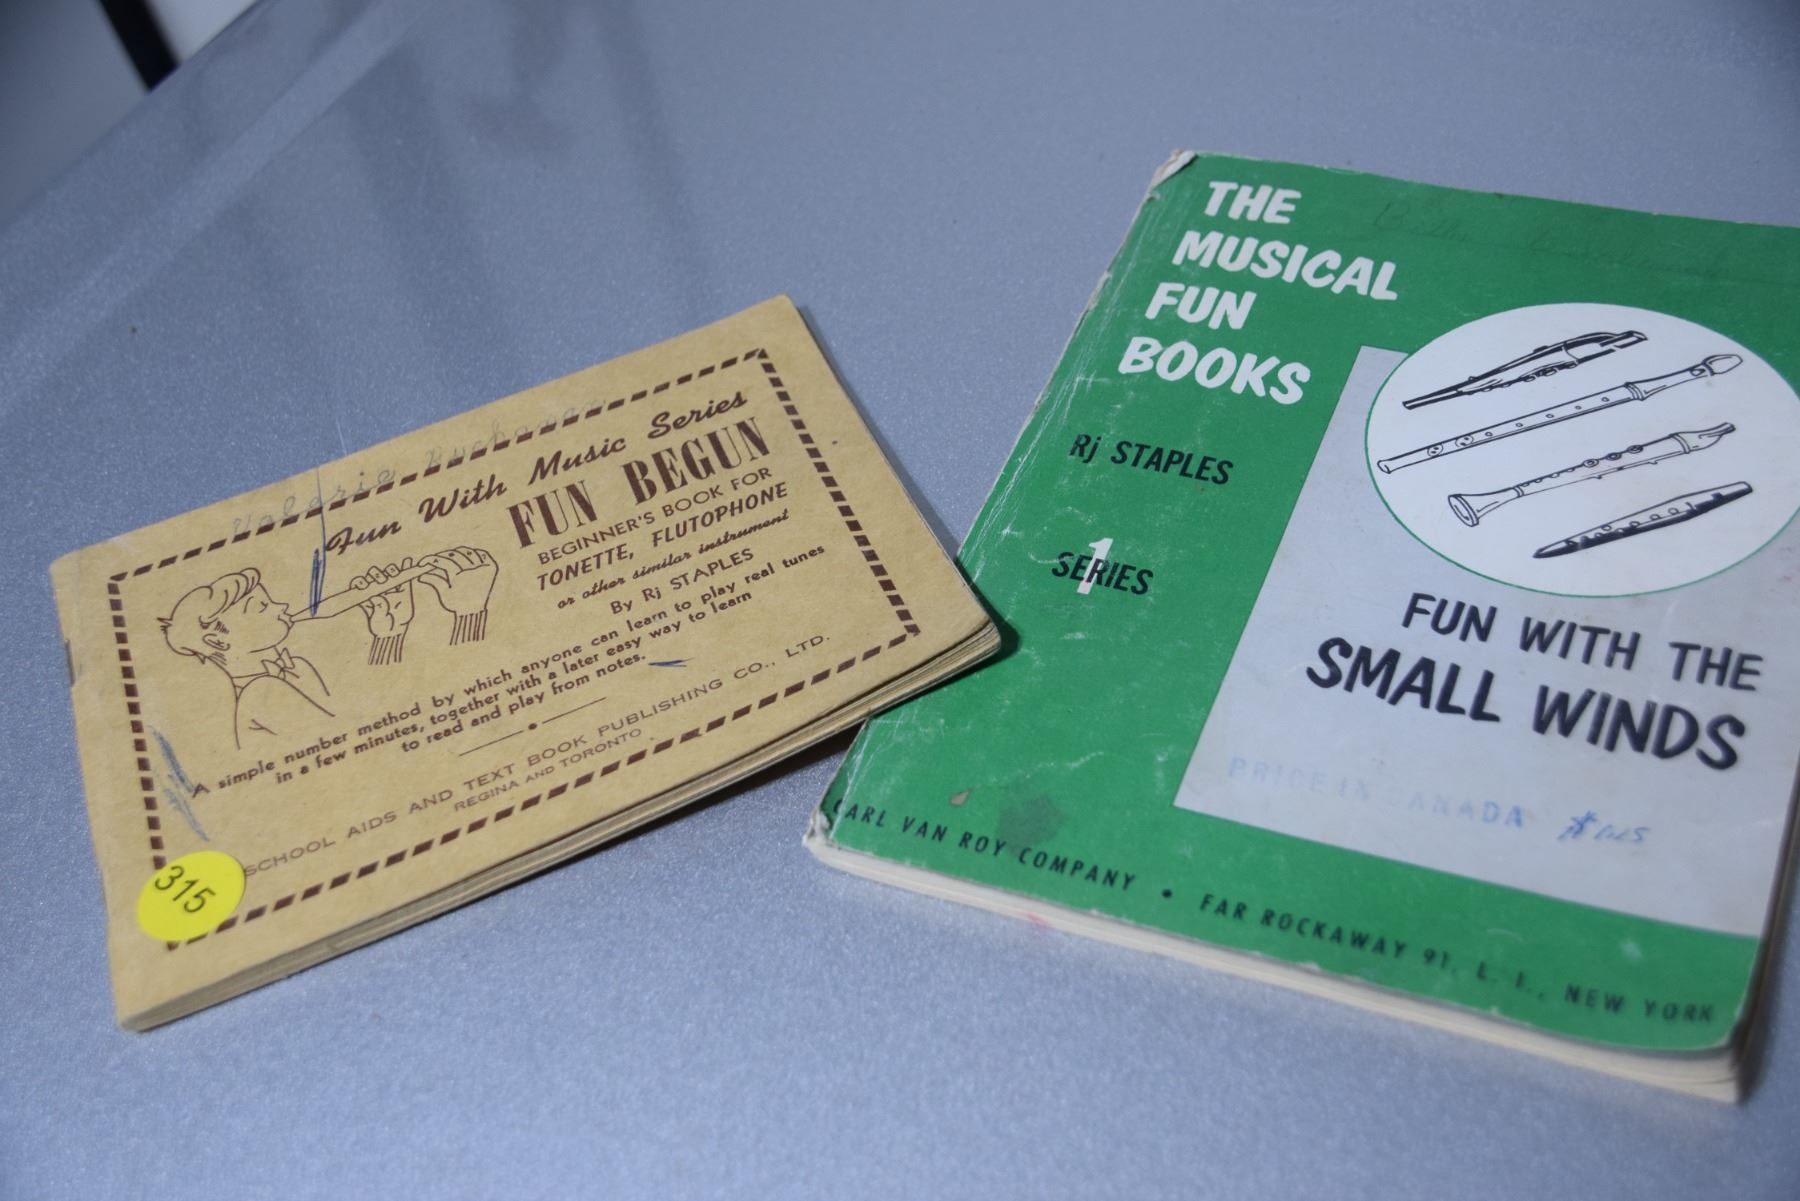 Valerie Buchanan
Fun With Music Series
FUN BEGUN
BEGINNER'S BOOK FOR
TONETTE, FLUTOPHONE
or other similar instrument
By Rj STAPLES
A simple number method by which anyone can learn to play real tunes
in a few minutes, together with a later easy way to learn
to read and play from notes.
SCHOOL AIDS AND TEXT BOOK PUBLISHING CO., LTD.
REGINA AND TORONTO
315
THE
MUSICAL
FUN
BOOKS
Rj STAPLES
1
SERIES
FUN WITH THE
SMALL WINDS
PRICE IN CANADA
CARL VAN ROY COMPANY • FAR ROCKAWAY 91, L. I., NEW YORK